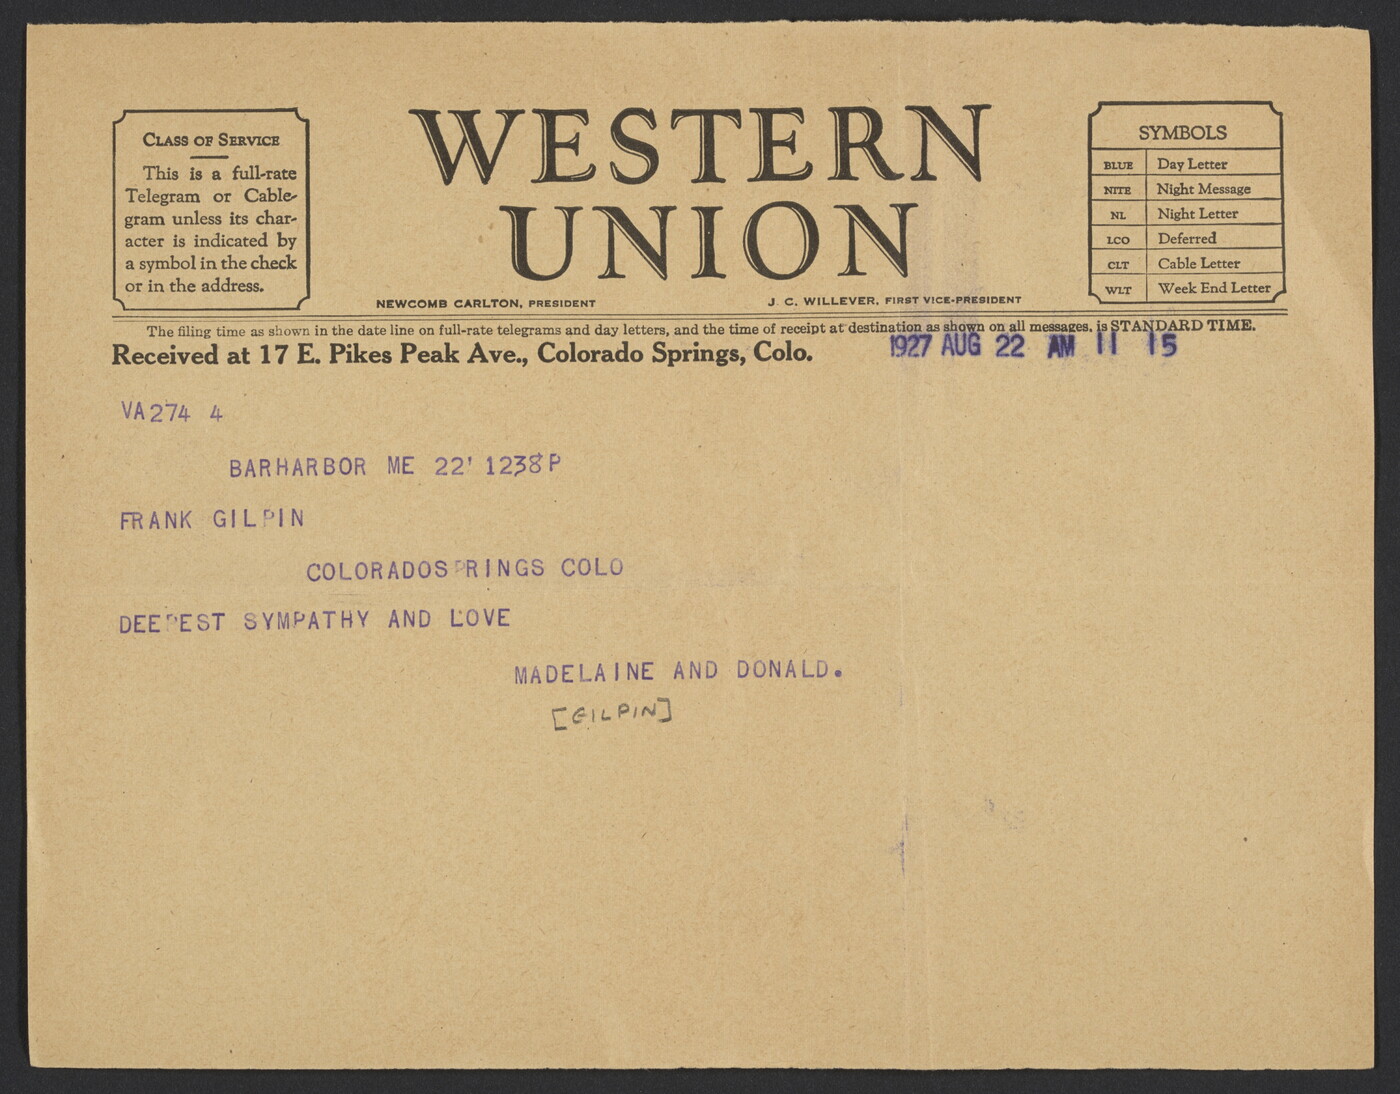 CLASS OF SERVICE
This is a full-rate
Telegram or Cable-
gram unless its char-
acter is indicated by
a symbol in the check
or in the address.
WESTERN
UNION
NEWCOMB CARLTON, PRESIDENT
J. C. WILLEVER, FIRST VICE-PRESIDENT
SYMBOLS
BLUE Day Letter
NITE Night Message
NL Night Letter
LCO Deferred
CLT Cable Letter
WLT Week End Letter
The filing time as shown in the date line on full-rate telegrams and day letters, and the time of receipt at destination as shown on all messages, is STANDARD TIME.
Received at 17 E. Pikes Peak Ave., Colorado Springs, Colo.
1927 AUG 22 AM 11 15
VA274 4
BARHARBOR ME 22' 1238P
FRANK GILPIN
COLORADOSPRINGS COLO
DEEPEST SYMPATHY AND LOVE
MADELAINE AND DONALD.
[GILPIN]